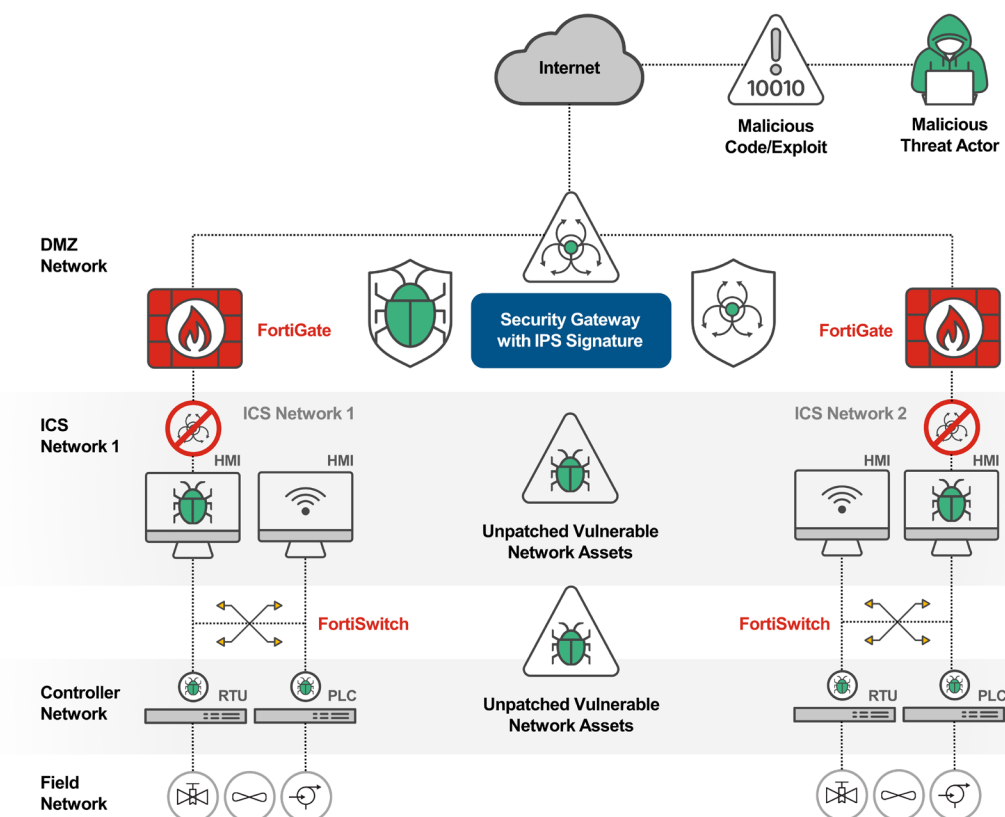 Internet
10010
Malicious
Code/Exploit
Malicious
Threat Actor
DMZ
Network
FortiGate
Security Gateway
with IPS Signature
FortiGate
ICS
Network 1
ICS Network 1
ICS Network 2
HMI
HMI
HMI
HMI
Unpatched Vulnerable
Network Assets
FortiSwitch
FortiSwitch
Controller
Network
RTU
PLC
Unpatched Vulnerable
Network Assets
RTU
PLC
Field
Network